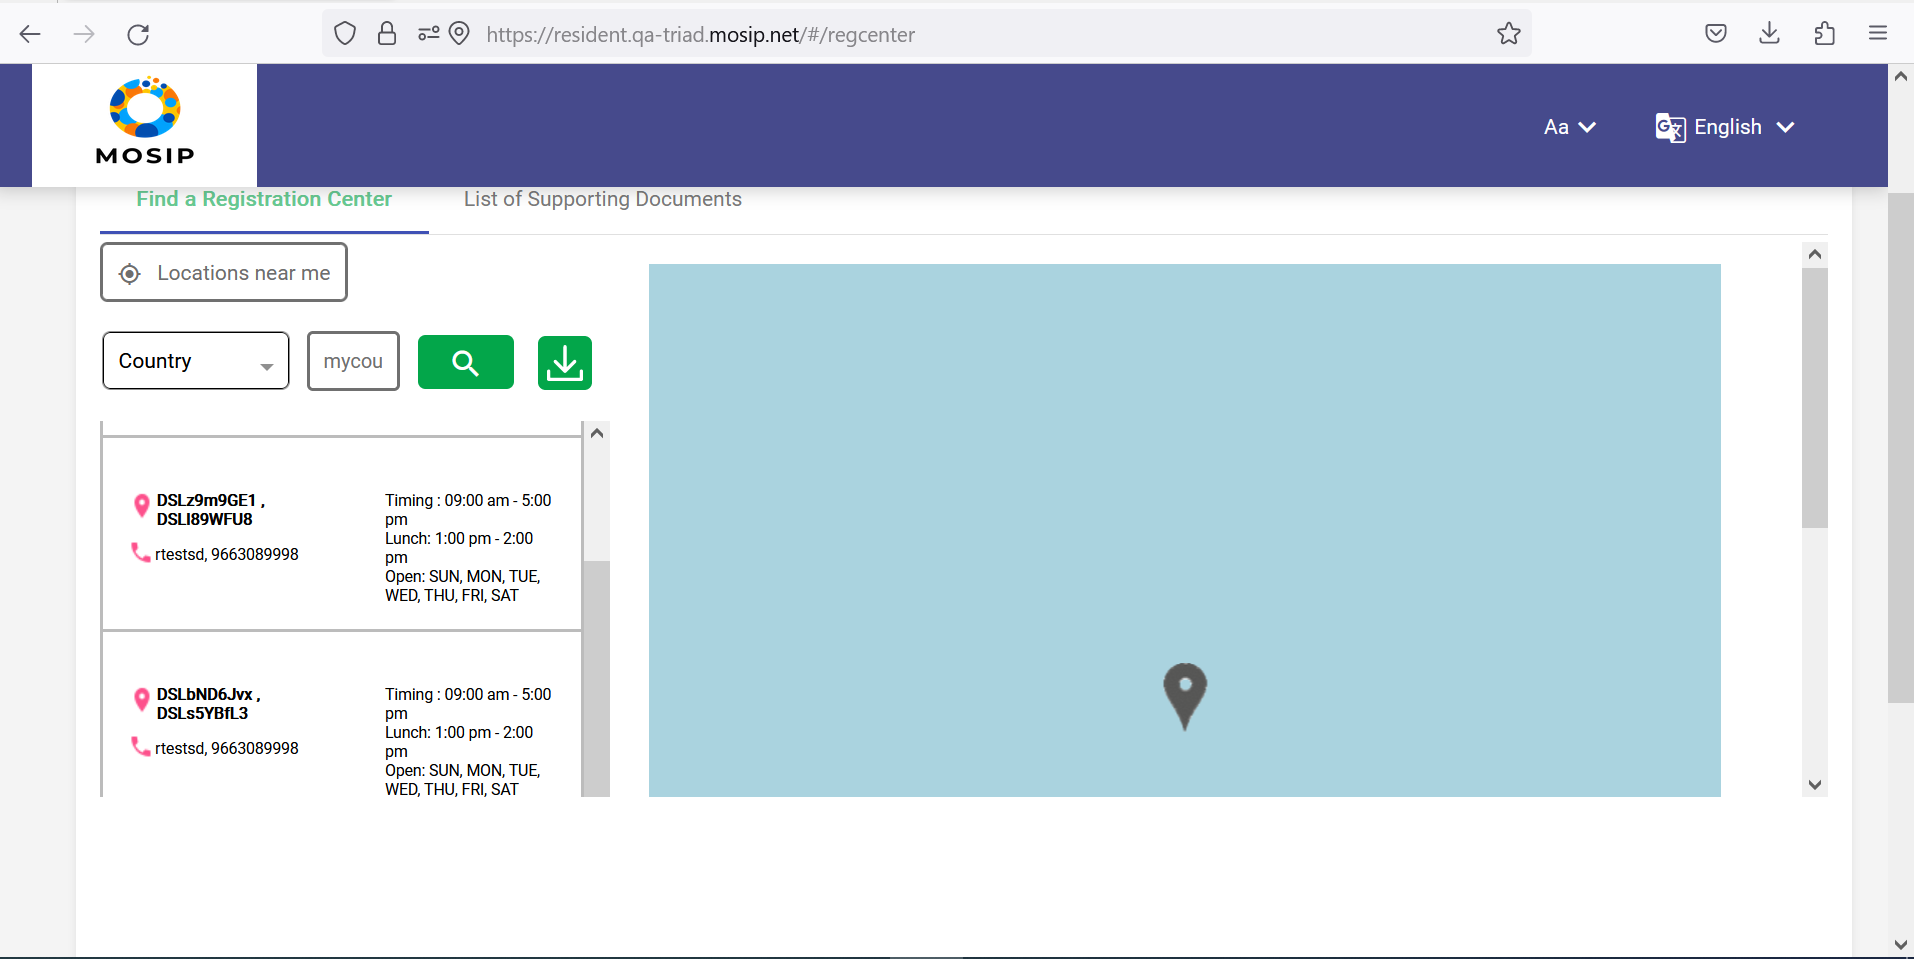 https://resident.qa-triad.mosip.net/#/regcenter
MOSIP
Aa
English
Find a Registration Center
List of Supporting Documents
Locations near me
Country
mycou
DSLz9m9GE1 ,
DSLI89WFU8
rtestsd, 9663089998
Timing : 09:00 am - 5:00
pm
Lunch: 1:00 pm - 2:00
pm
Open: SUN, MON, TUE,
WED, THU, FRI, SAT
DSLbND6Jvx ,
DSLs5YBfL3
rtestsd, 9663089998
Timing : 09:00 am - 5:00
pm
Lunch: 1:00 pm - 2:00
pm
Open: SUN, MON, TUE,
WED, THU, FRI, SAT